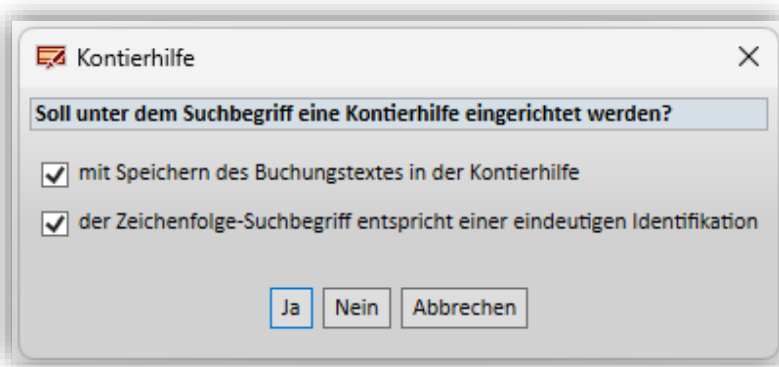 Kontierhilfe
Soll unter dem Suchbegriff eine Kontierhilfe eingerichtet werden?
mit Speichern des Buchungstextes in der Kontierhilfe
der Zeichenfolge-Suchbegriff entspricht einer eindeutigen Identifikation
Ja Nein Abbrechen